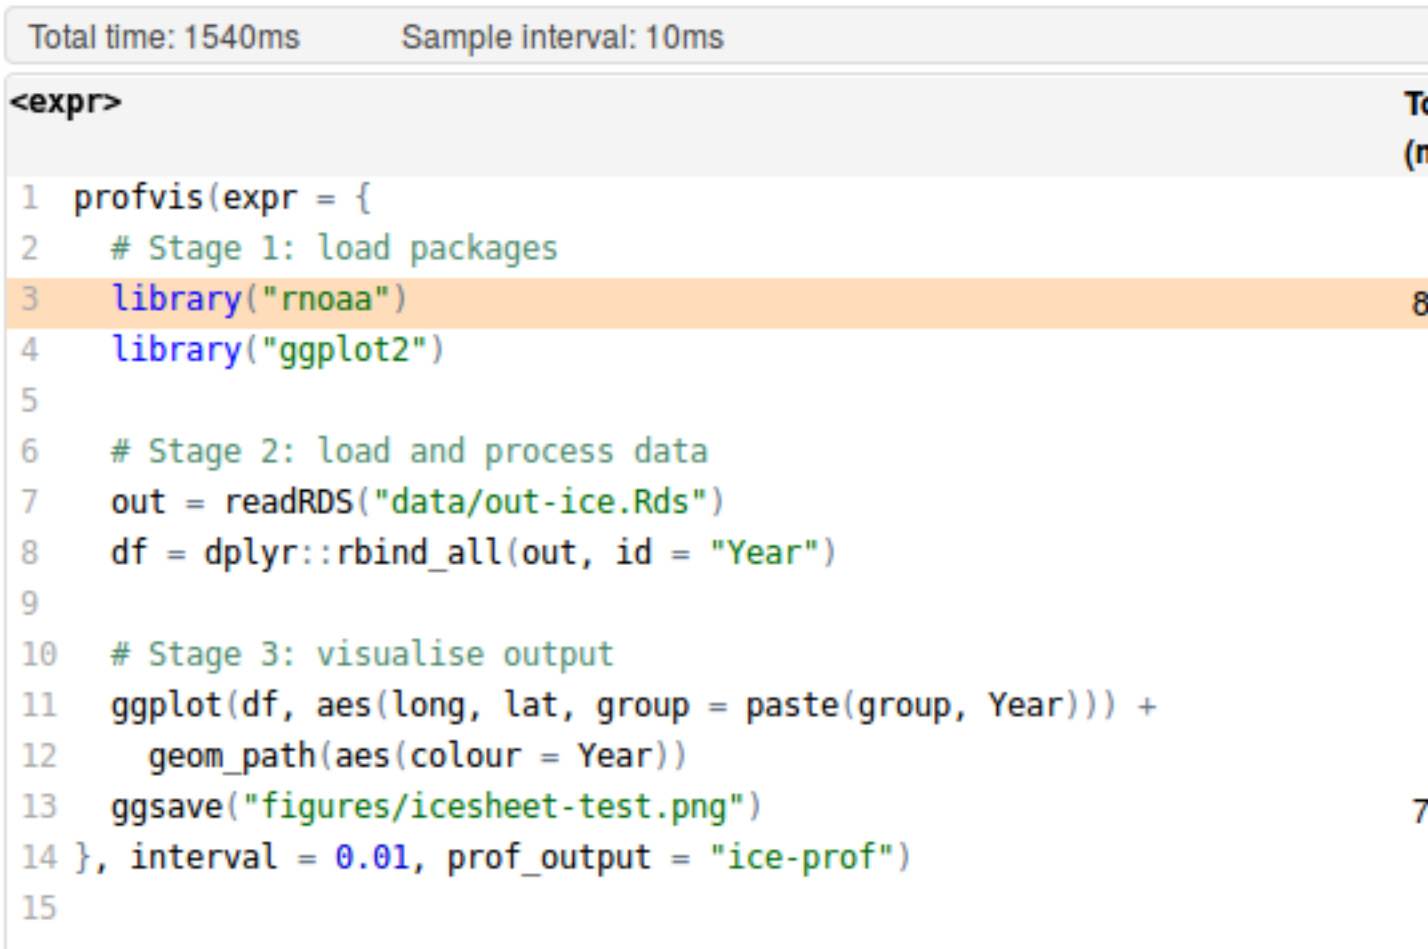 Total time: 1540ms Sample interval: 10ms
<expr>
1 profvis(expr = {
2   # Stage 1: load packages
3   library("rnoaa")
4   library("ggplot2")
5
6   # Stage 2: load and process data
7   out = readRDS("data/out-ice.Rds")
8   df = dplyr::rbind_all(out, id = "Year")
9
10   # Stage 3: visualise output
11   ggplot(df, aes(long, lat, group = paste(group, Year))) +
12     geom_path(aes(colour = Year))
13   ggsave("figures/icesheet-test.png")
14 }, interval = 0.01, prof_output = "ice-prof")
15